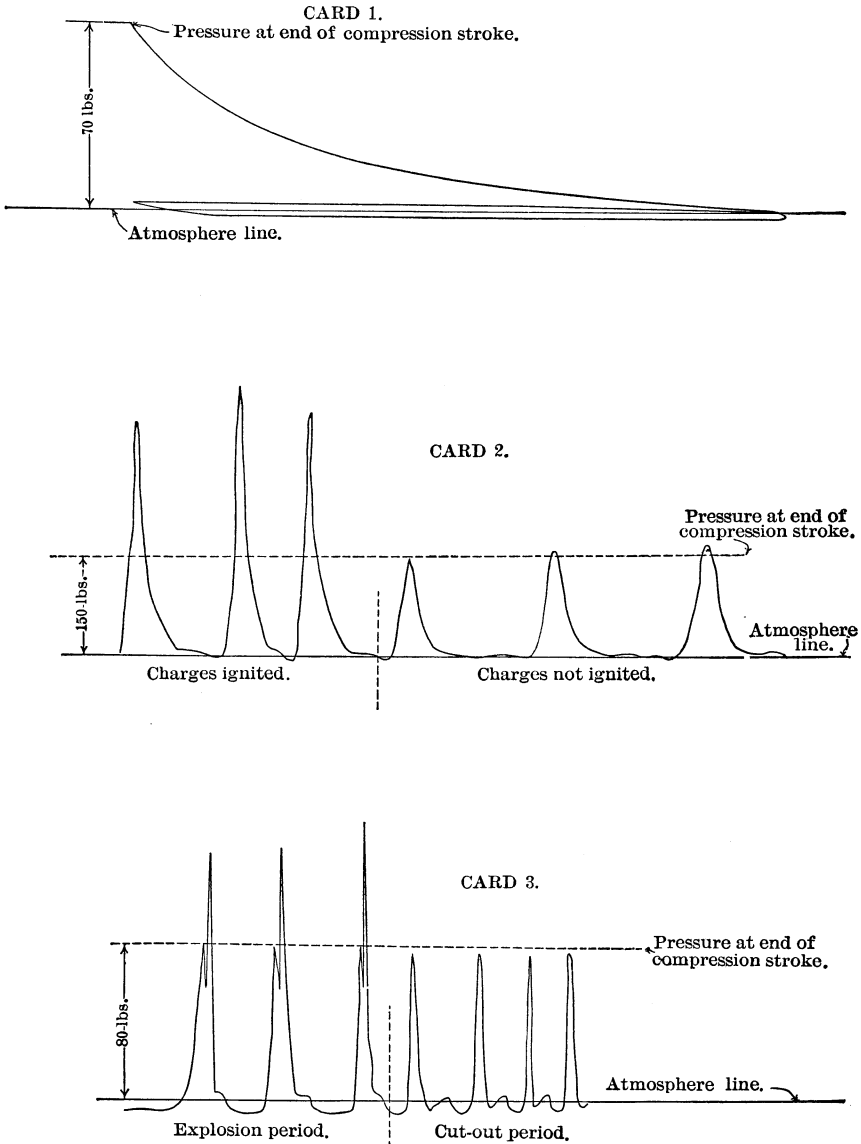 CARD 1.
Pressure at end of compression stroke.
70 lbs.
Atmosphere line.
CARD 2.
Pressure at end of
compression stroke.
150-lbs.
Atmosphere
line.
Charges ignited.
Charges not ignited.
CARD 3.
Pressure at end of
compression stroke.
80-lbs.
Atmosphere line.
Explosion period.
Cut-out period.